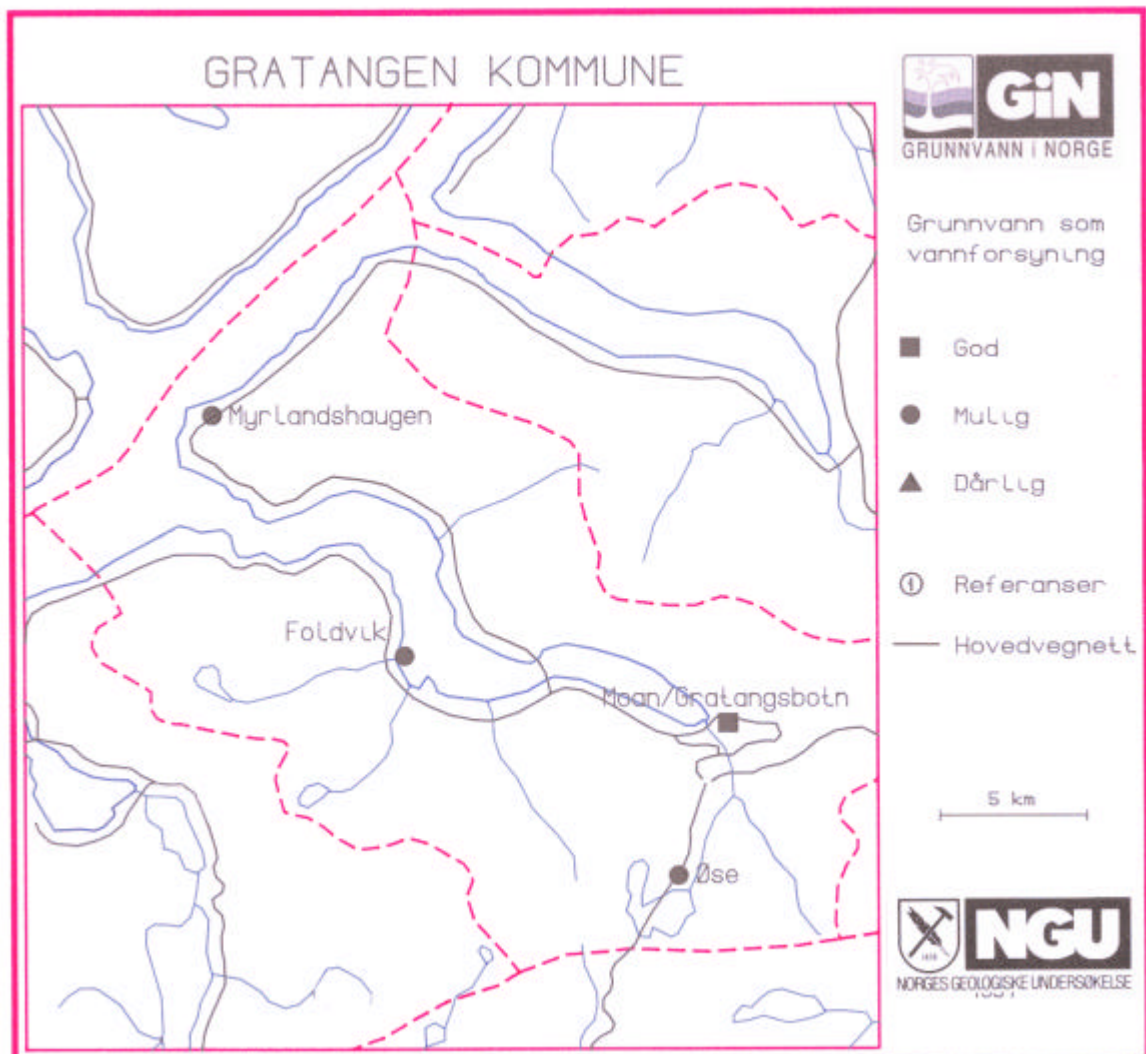 GRATANGEN KOMMUNE
GiN
GRUNNVANN I NORGE
Grunnvann som
vannforsyning
God
Mulig
Dårlig
1 Referanser
Hovedvegnett
5 km
NGU
NORGES GEOLOGISKE UNDERSØKELSE
Myrlandshaugen
Foldvik
Moan/Gratangsbotn
Øse